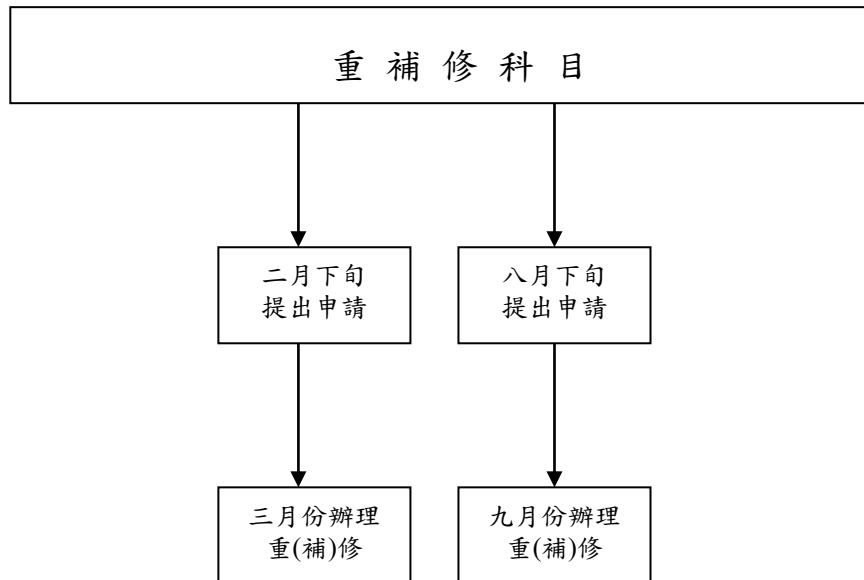 重 補 修 科 目
二月下旬
提出申請
八月下旬
提出申請
三月份辦理
重(補)修
九月份辦理
重(補)修